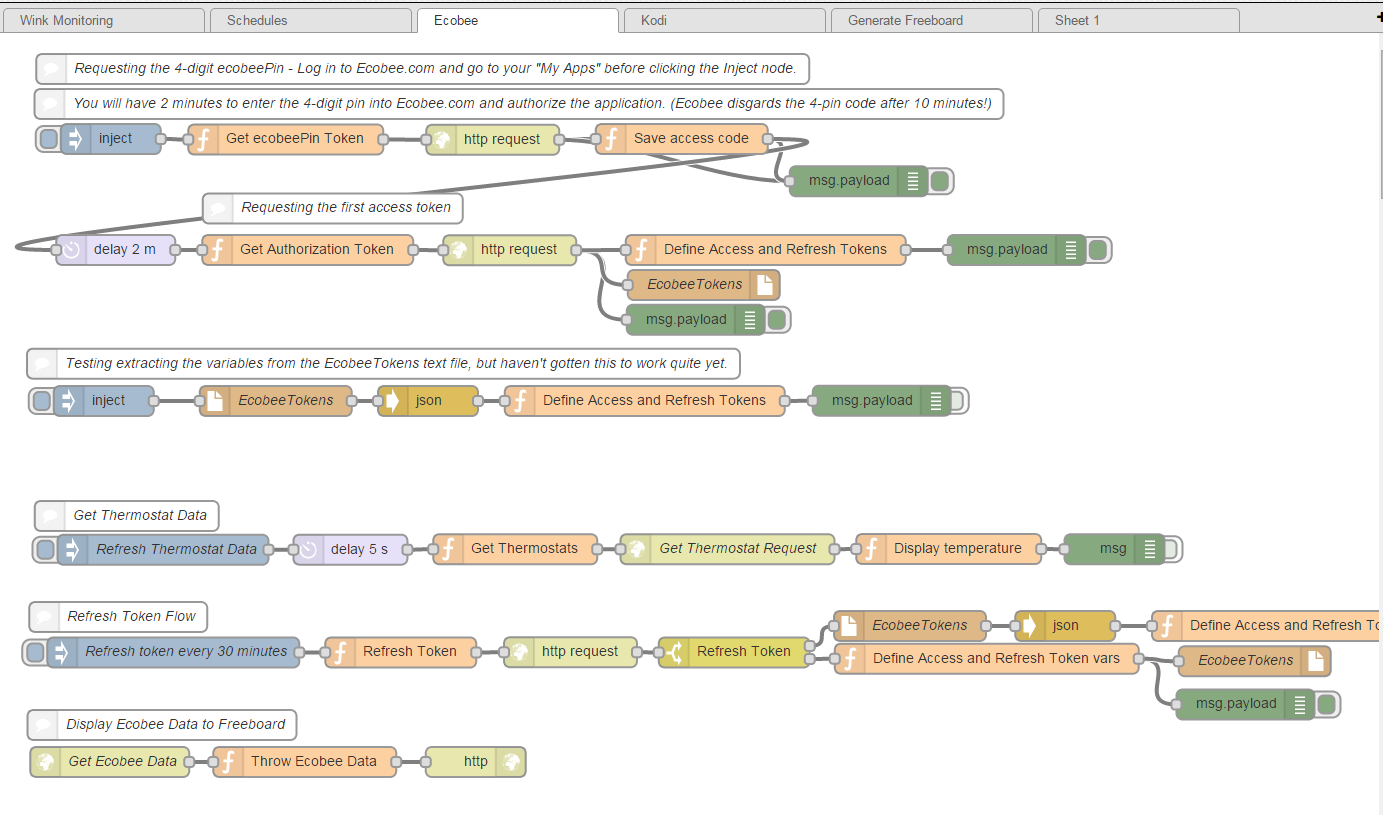 Wink Monitoring
Schedules
Ecobee
Kodi
Generate Freeboard
Sheet 1
+
Requesting the 4-digit ecobeePin - Log in to Ecobee.com and go to your "My Apps" before clicking the Inject node.
You will have 2 minutes to enter the 4-digit pin into Ecobee.com and authorize the application. (Ecobee disgards the 4-pin code after 10 minutes!)
inject
Get ecobeePin Token
http request
Save access code
msg.payload
Requesting the first access token
delay 2 m
Get Authorization Token
http request
Define Access and Refresh Tokens
msg.payload
EcobeeTokens
msg.payload
Testing extracting the variables from the EcobeeTokens text file, but haven't gotten this to work quite yet.
inject
EcobeeTokens
json
Define Access and Refresh Tokens
msg.payload
Get Thermostat Data
Refresh Thermostat Data
delay 5 s
Get Thermostats
Get Thermostat Request
Display temperature
msg
Refresh Token Flow
EcobeeTokens
json
Define Access and Refresh To
Refresh token every 30 minutes
Refresh Token
http request
Refresh Token
Define Access and Refresh Token vars
EcobeeTokens
msg.payload
Display Ecobee Data to Freeboard
Get Ecobee Data
Throw Ecobee Data
http